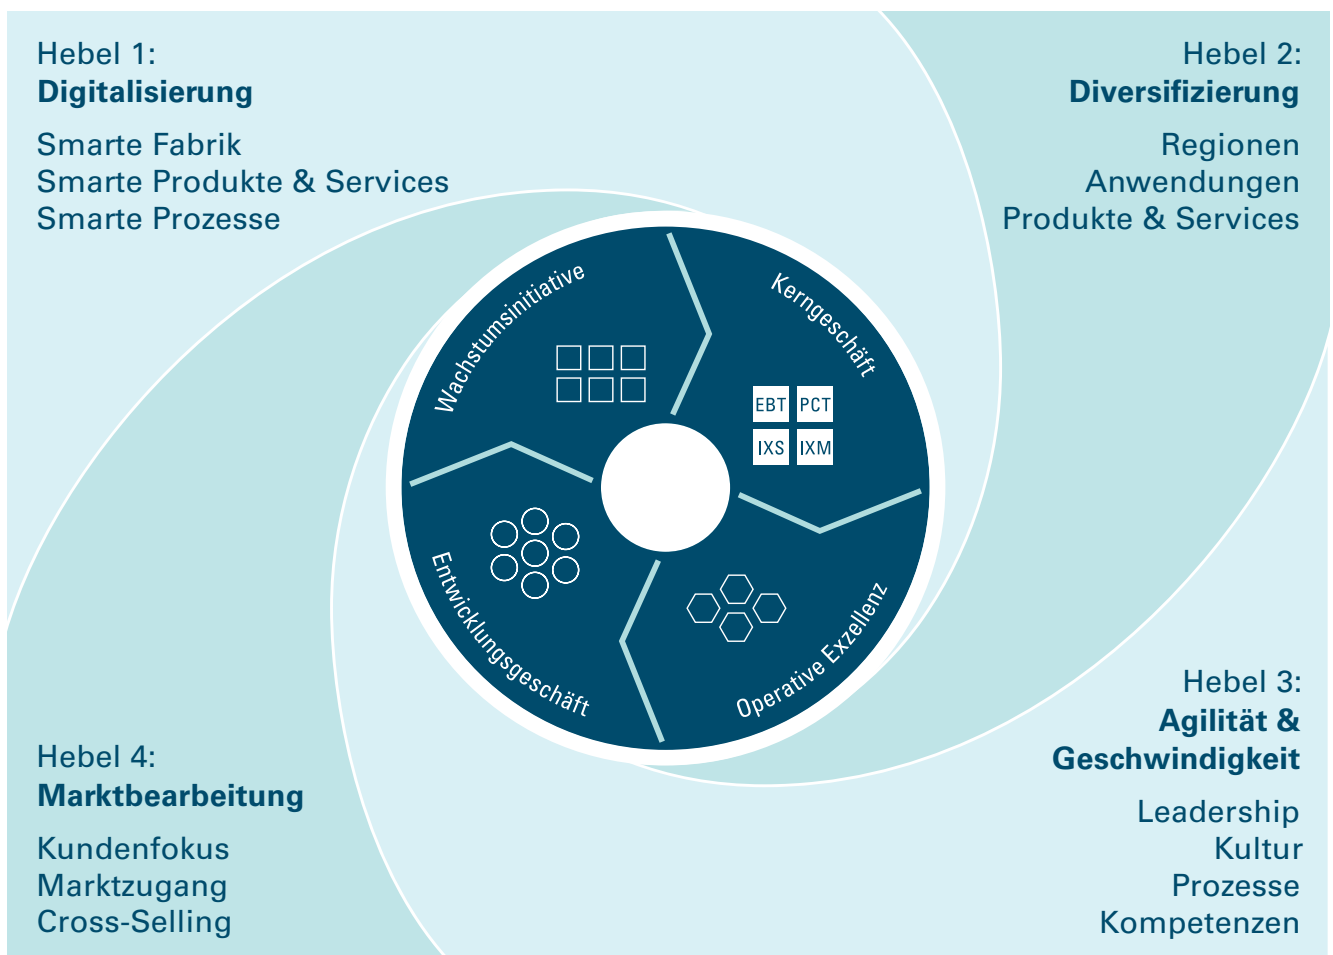 Hebel 1:
Digitalisierung
Smarte Fabrik
Smarte Produkte & Services
Smarte Prozesse
Hebel 2:
Diversifizierung
Regionen
Anwendungen
Produkte & Services
Wachstumsinitiative
Kerngeschäft
EBT PCT
IXS IXM
Entwicklungsgeschäft
Operative Exzellenz
Hebel 3:
Agilität &
Geschwindigkeit
Leadership
Kultur
Prozesse
Kompetenzen
Hebel 4:
Marktbearbeitung
Kundenfokus
Marktzugang
Cross-Selling